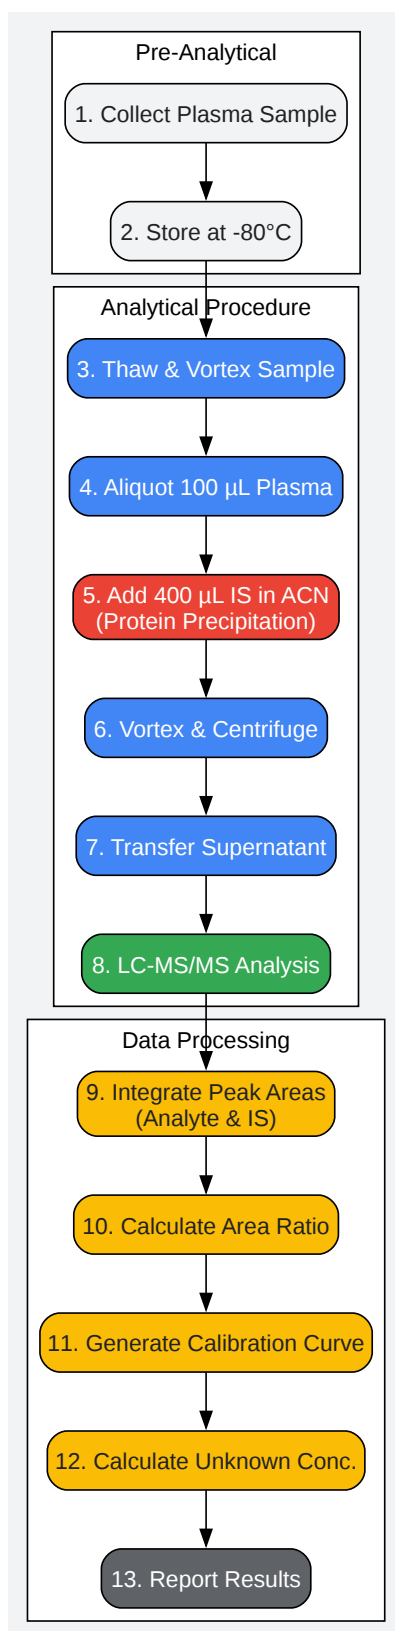 Pre-Analytical
1. Collect Plasma Sample
2. Store at -80°C
Analytical Procedure
3. Thaw & Vortex Sample
4. Aliquot 100 µL Plasma
5. Add 400 µL IS in ACN
(Protein Precipitation)
6. Vortex & Centrifuge
7. Transfer Supernatant
8. LC-MS/MS Analysis
Data Processing
9. Integrate Peak Areas
(Analyte & IS)
10. Calculate Area Ratio
11. Generate Calibration Curve
12. Calculate Unknown Conc.
13. Report Results